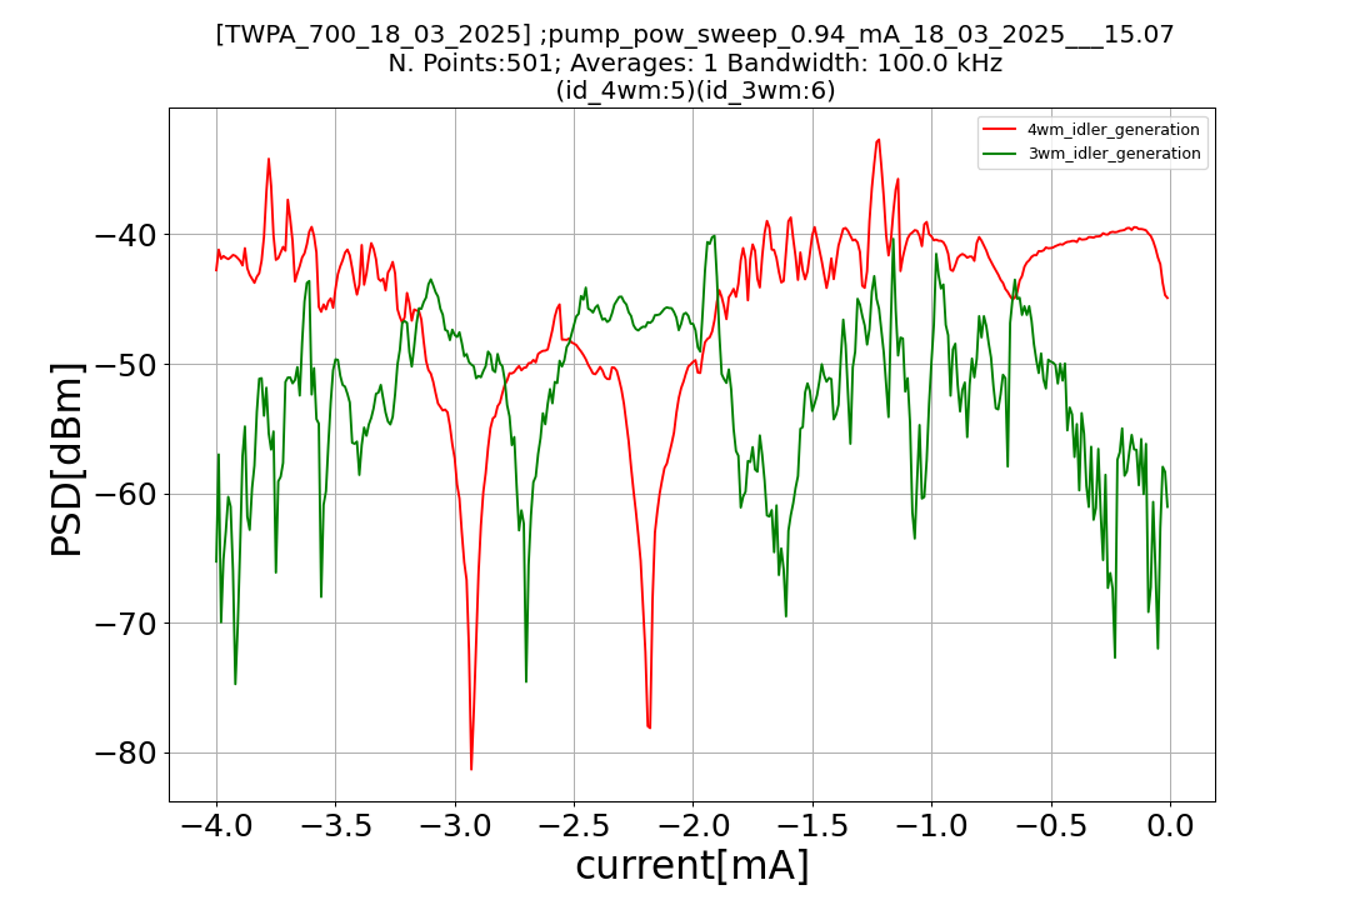 [TWPA_700_18_03_2025] ;pump_pow_sweep_0.94_mA_18_03_2025___15.07
N. Points:501; Averages: 1 Bandwidth: 100.0 kHz
(id_4wm:5)(id_3wm:6)
4wm_idler_generation
3wm_idler_generation
−40
−50
−60
−70
−80
PSD[dBm]
−4.0 −3.5 −3.0 −2.5 −2.0 −1.5 −1.0 −0.5 0.0
current[mA]